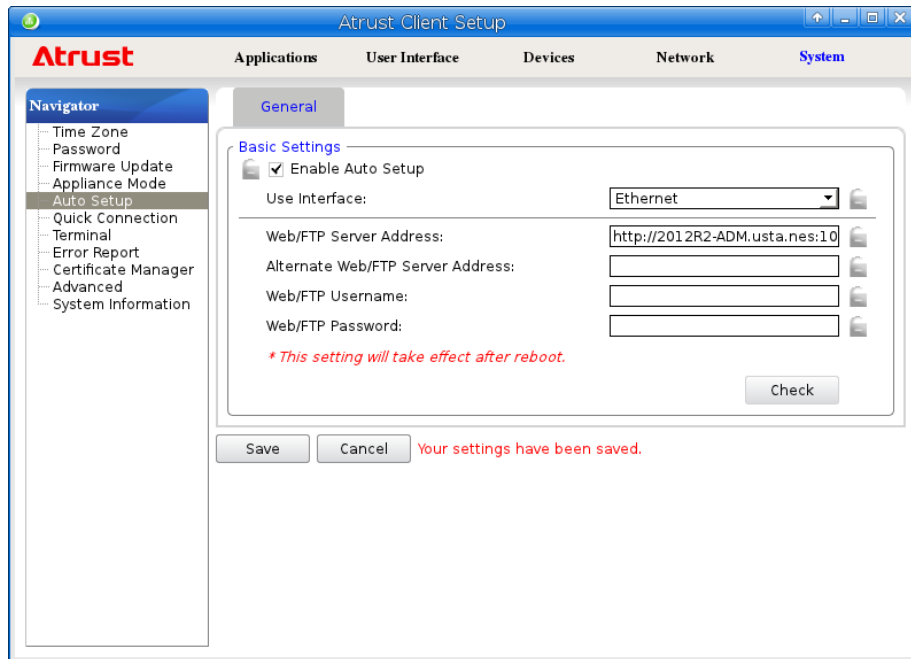 Atrust Client Setup
Atrust
Applications User Interface Devices Network System
Navigator
Time Zone
Password
Firmware Update
Appliance Mode
Auto Setup
Quick Connection
Terminal
Error Report
Certificate Manager
Advanced
System Information
General
Basic Settings
Enable Auto Setup
Use Interface: Ethernet
Web/FTP Server Address: http://2012R2-ADM.usta.nes:10
Alternate Web/FTP Server Address:
Web/FTP Username:
Web/FTP Password:
* This setting will take effect after reboot.
Check
Save Cancel Your settings have been saved.